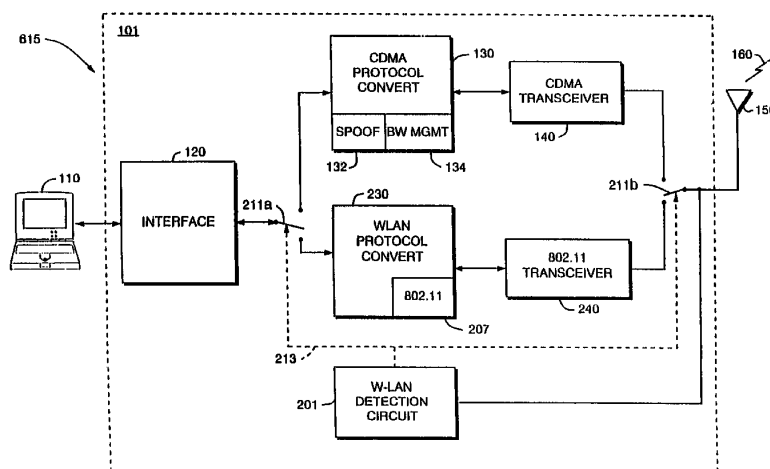 615
101
CDMA
PROTOCOL
CONVERT
130
SPOOF
BW MGMT
132
134
CDMA
TRANSCEIVER
140
160
150
110
120
INTERFACE
211a
211b
230
WLAN
PROTOCOL
CONVERT
802.11
207
802.11
TRANSCEIVER
240
213
201
W-LAN
DETECTION
CIRCUIT